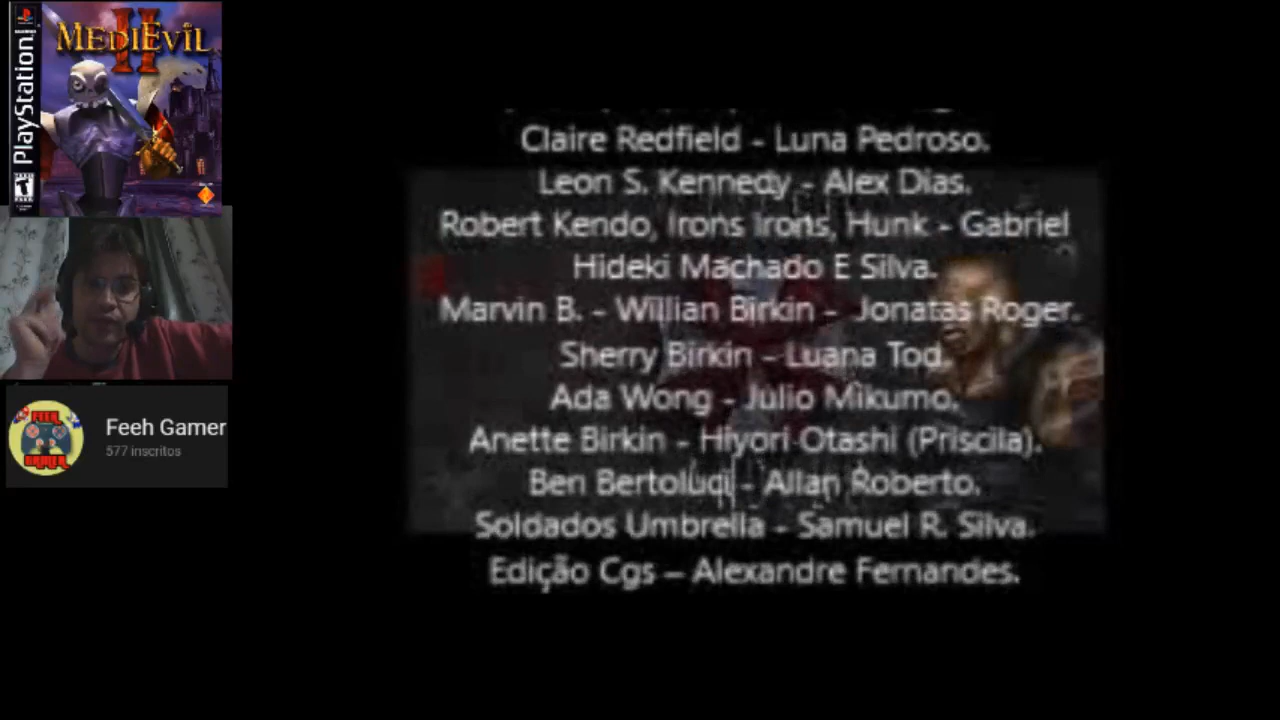 MEDIEVIL
II
PlayStation
Feeh Gamer
577 inscritos
Claire Redfield - Luna Pedroso.
Leon S. Kennedy - Alex Dias.
Robert Kendo, Irons Irons, Hunk - Gabriel
Hideki Machado E Silva.
Marvin B. - Willian Birkin - Jonatas Roger.
Sherry Birkin - Luana Tod.
Ada Wong - Julio Mikumo.
Anette Birkin - Hiyori Otashi (Priscila).
Ben Bertoluci - Allan Roberto.
Soldados Umbrella - Samuel R. Silva.
Edição Cgs – Alexandre Fernandes.